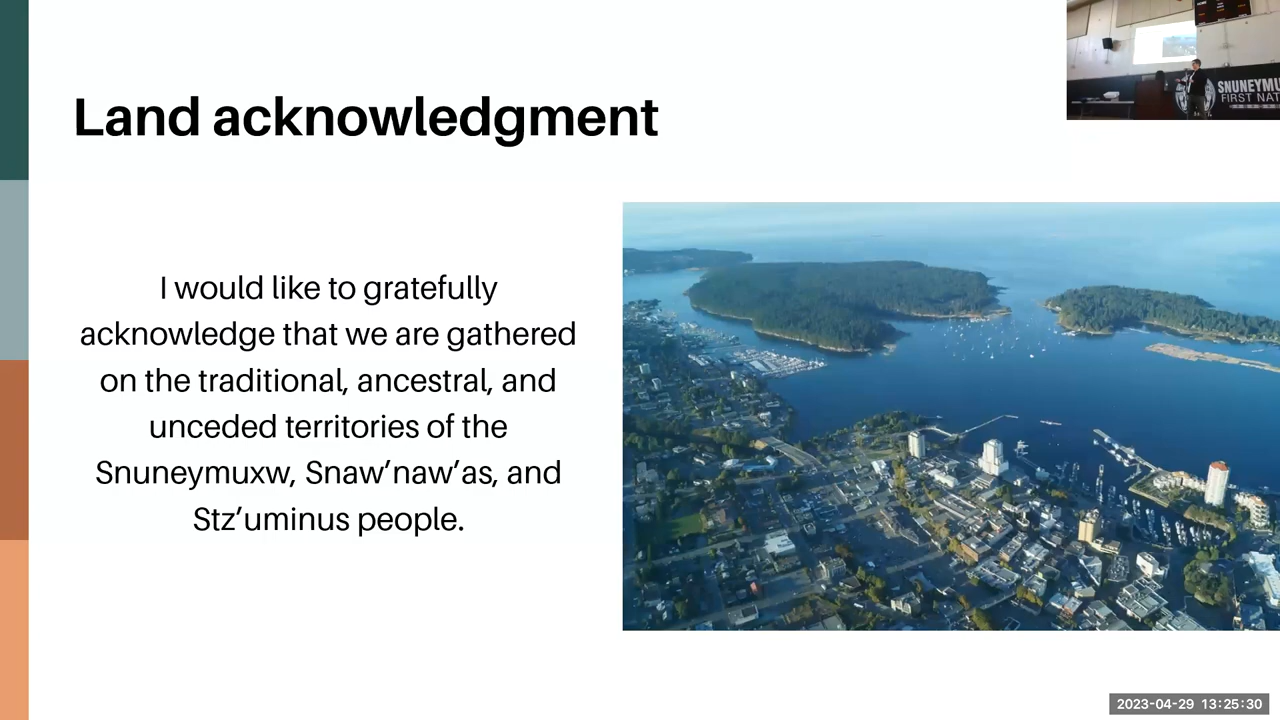 Land acknowledgment
I would like to gratefully
acknowledge that we are gathered
on the traditional, ancestral, and
unceded territories of the
Snuneymuxw, Snaw’naw’as, and
Stz’uminus people.
SNUNEYMU
FIRST NAT
2023-04-29 13:25:30